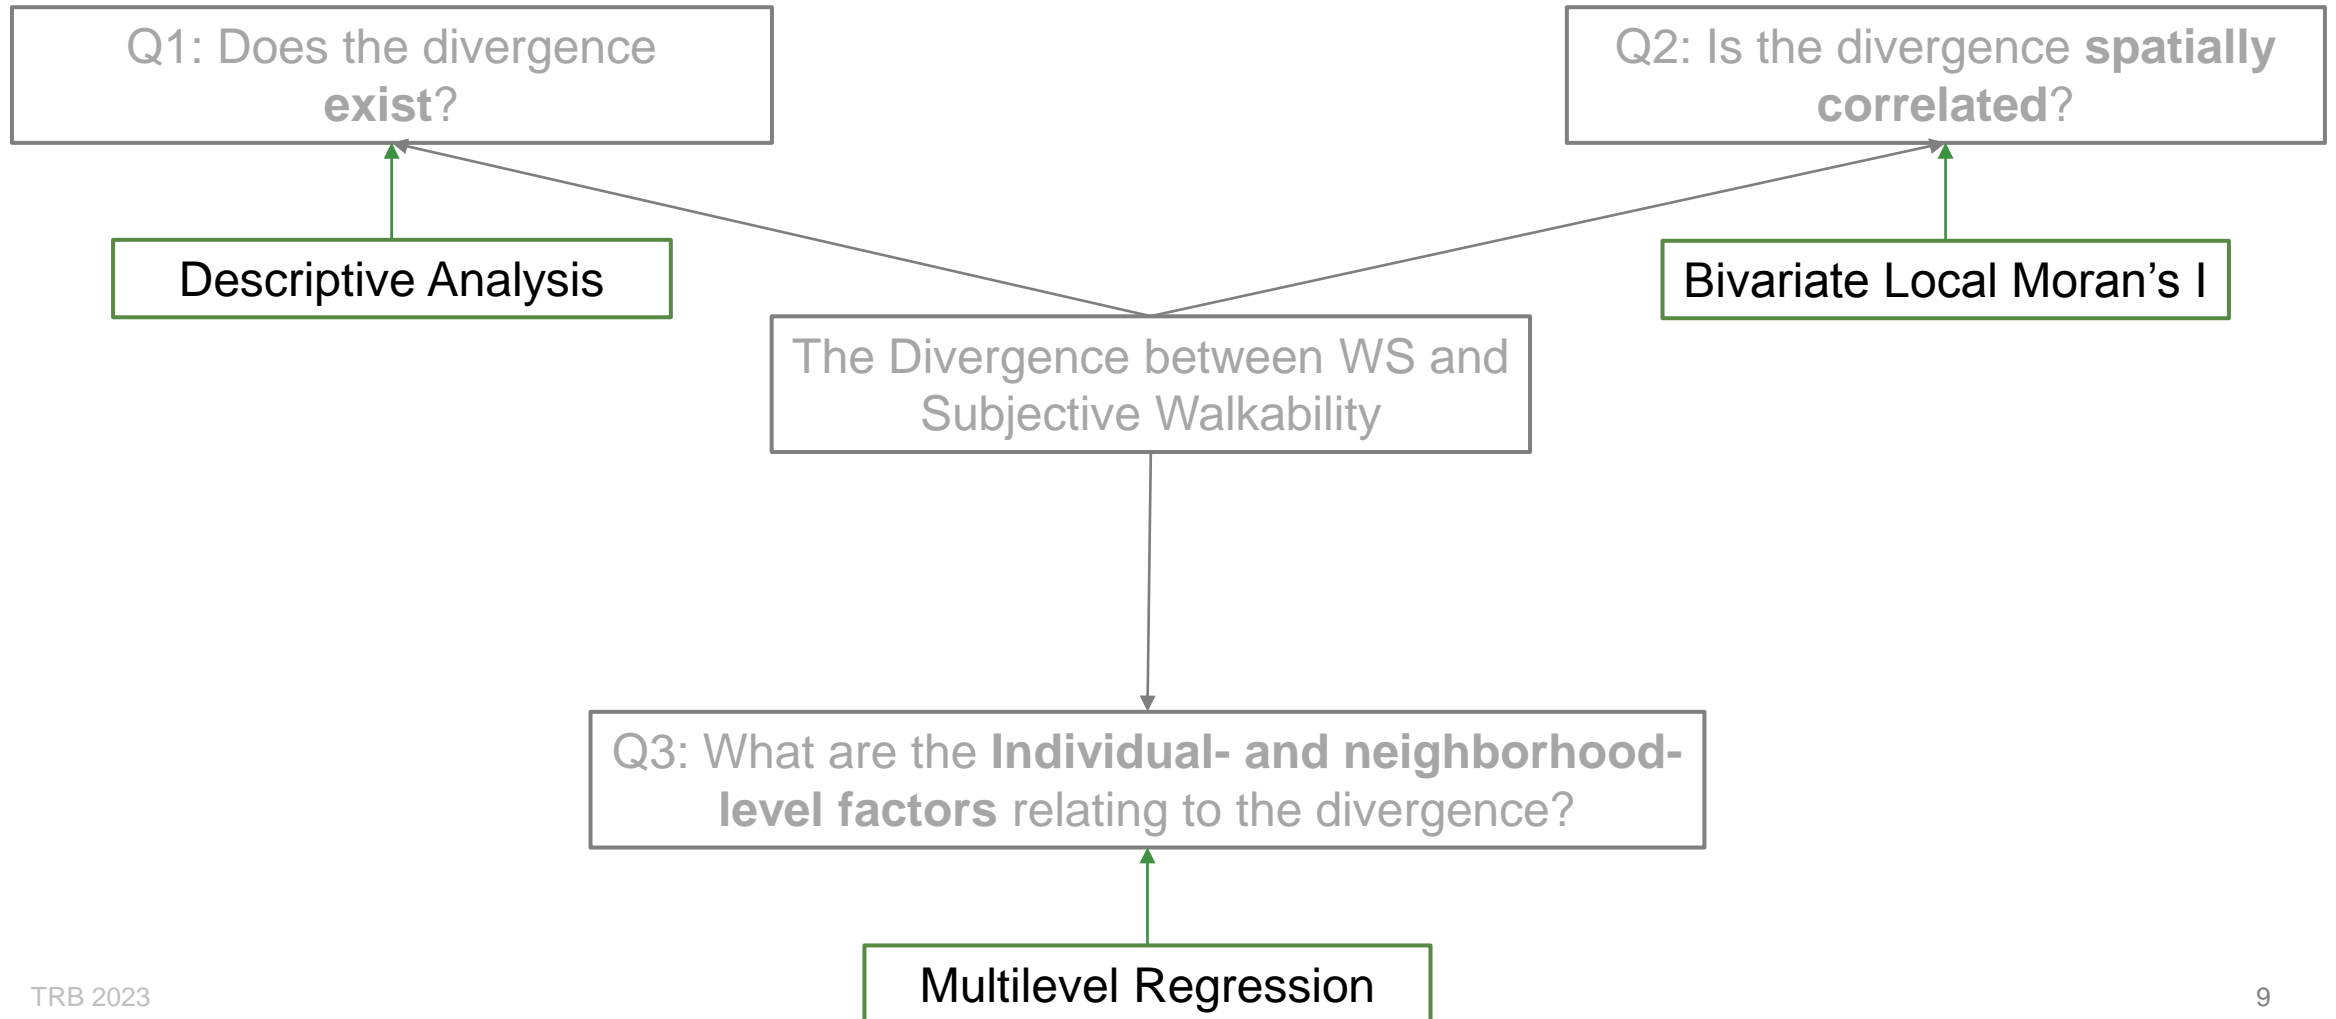 Q1: Does the divergence
exist?
Q2: Is the divergence spatially
correlated?
Descriptive Analysis
Bivariate Local Moran’s I
The Divergence between WS and
Subjective Walkability
Q3: What are the Individual- and neighborhood-
level factors relating to the divergence?
Multilevel Regression
TRB 2023
9